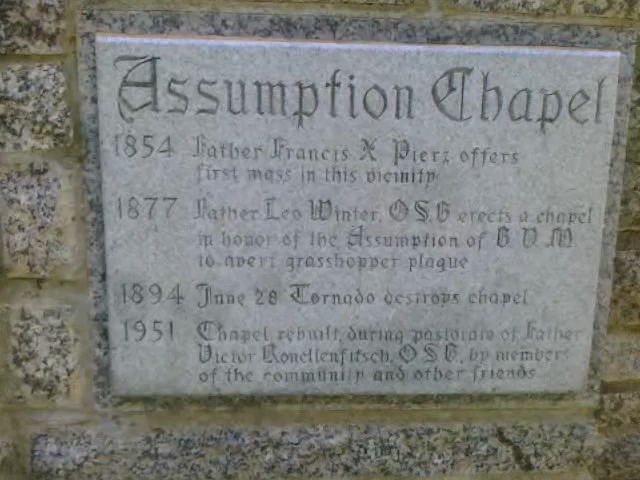 Assumption Chapel
1854 Father Francis X Pierz offers
first mass in this vicinity
1877 Father Leo Winter, O S B erects a chapel
in honor of the Assumption of B V M
to avert grasshopper plague
1894 June 28 Tornado destroys chapel
1951 Chapel rebuilt, during pastorate of Father
Victor Ronellenfitsch, O S B, by members
of the community and other friends